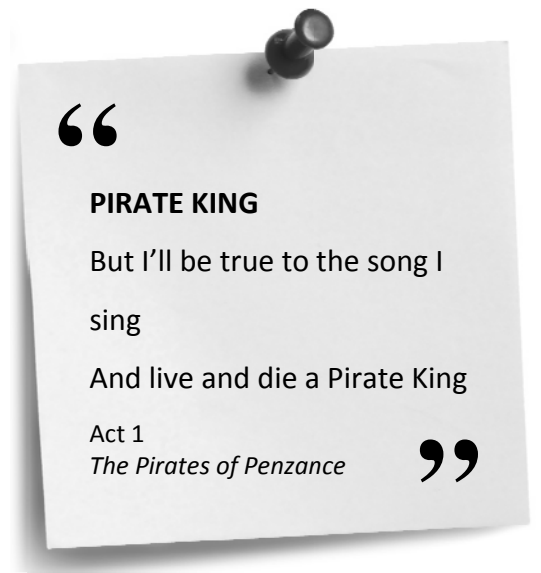 “
PIRATE KING
But I’ll be true to the song I
sing
And live and die a Pirate King
Act 1
The Pirates of Penzance
”